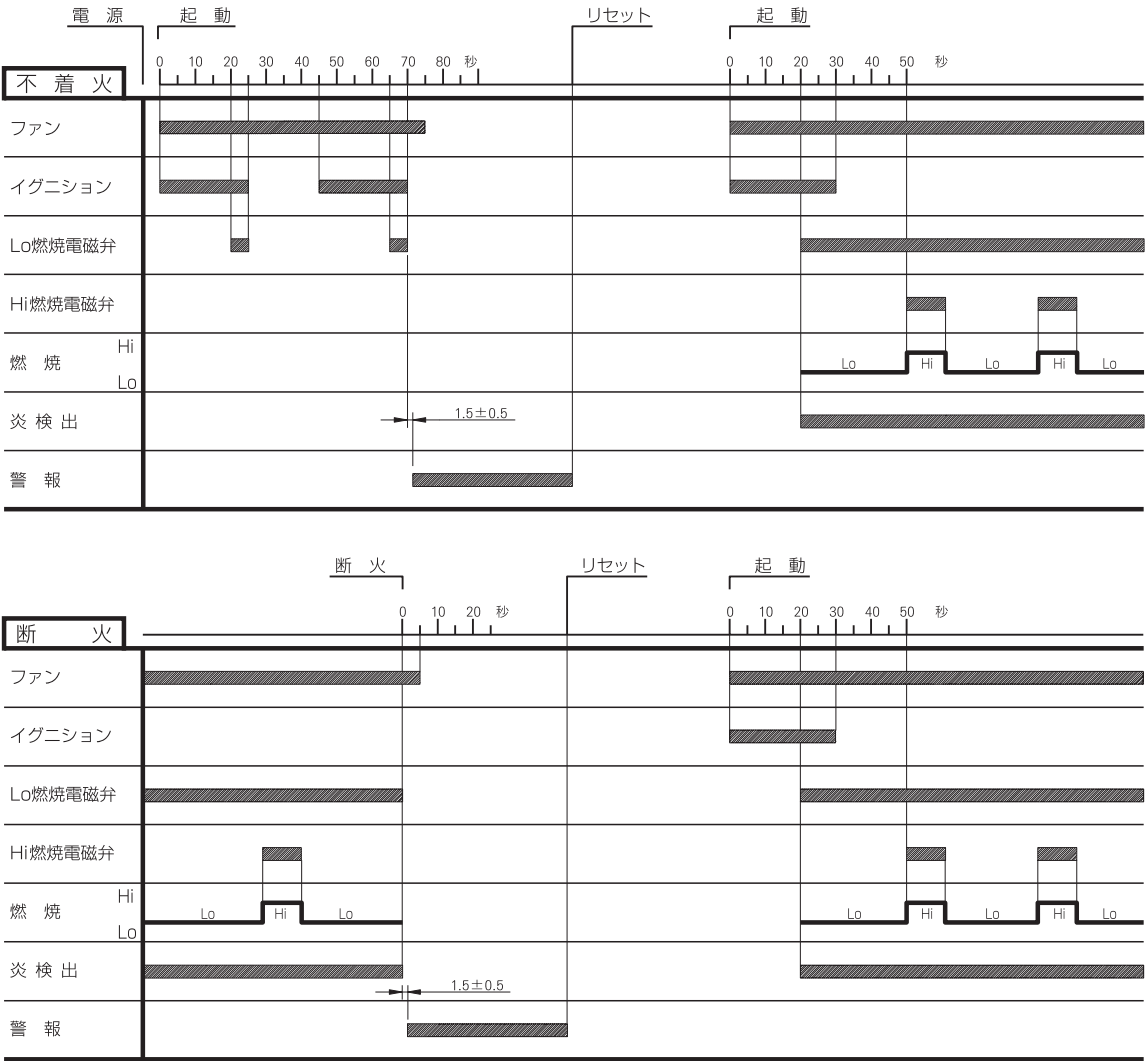 電 源
起 動
リセット
起 動
0 10 20 30 40 50 60 70 80 秒
0 10 20 30 40 50 秒
不 着 火
ファン
イグニション
Lo燃焼電磁弁
Hi燃焼電磁弁
燃 焼
Hi
Lo
Lo Hi Lo Hi Lo
炎 検 出
1.5±0.5
警 報
断 火
リセット
起 動
0 10 20 秒
0 10 20 30 40 50 秒
断 火
ファン
イグニション
Lo燃焼電磁弁
Hi燃焼電磁弁
燃 焼
Hi
Lo
Lo Hi Lo
Lo Hi Lo Hi Lo
炎 検 出
1.5±0.5
警 報